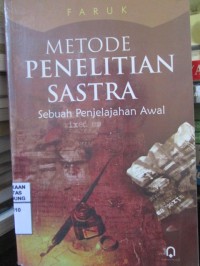 FARUK
METODE
PENELITIAN
SASTRA
Sebuah Penjelajahan Awal